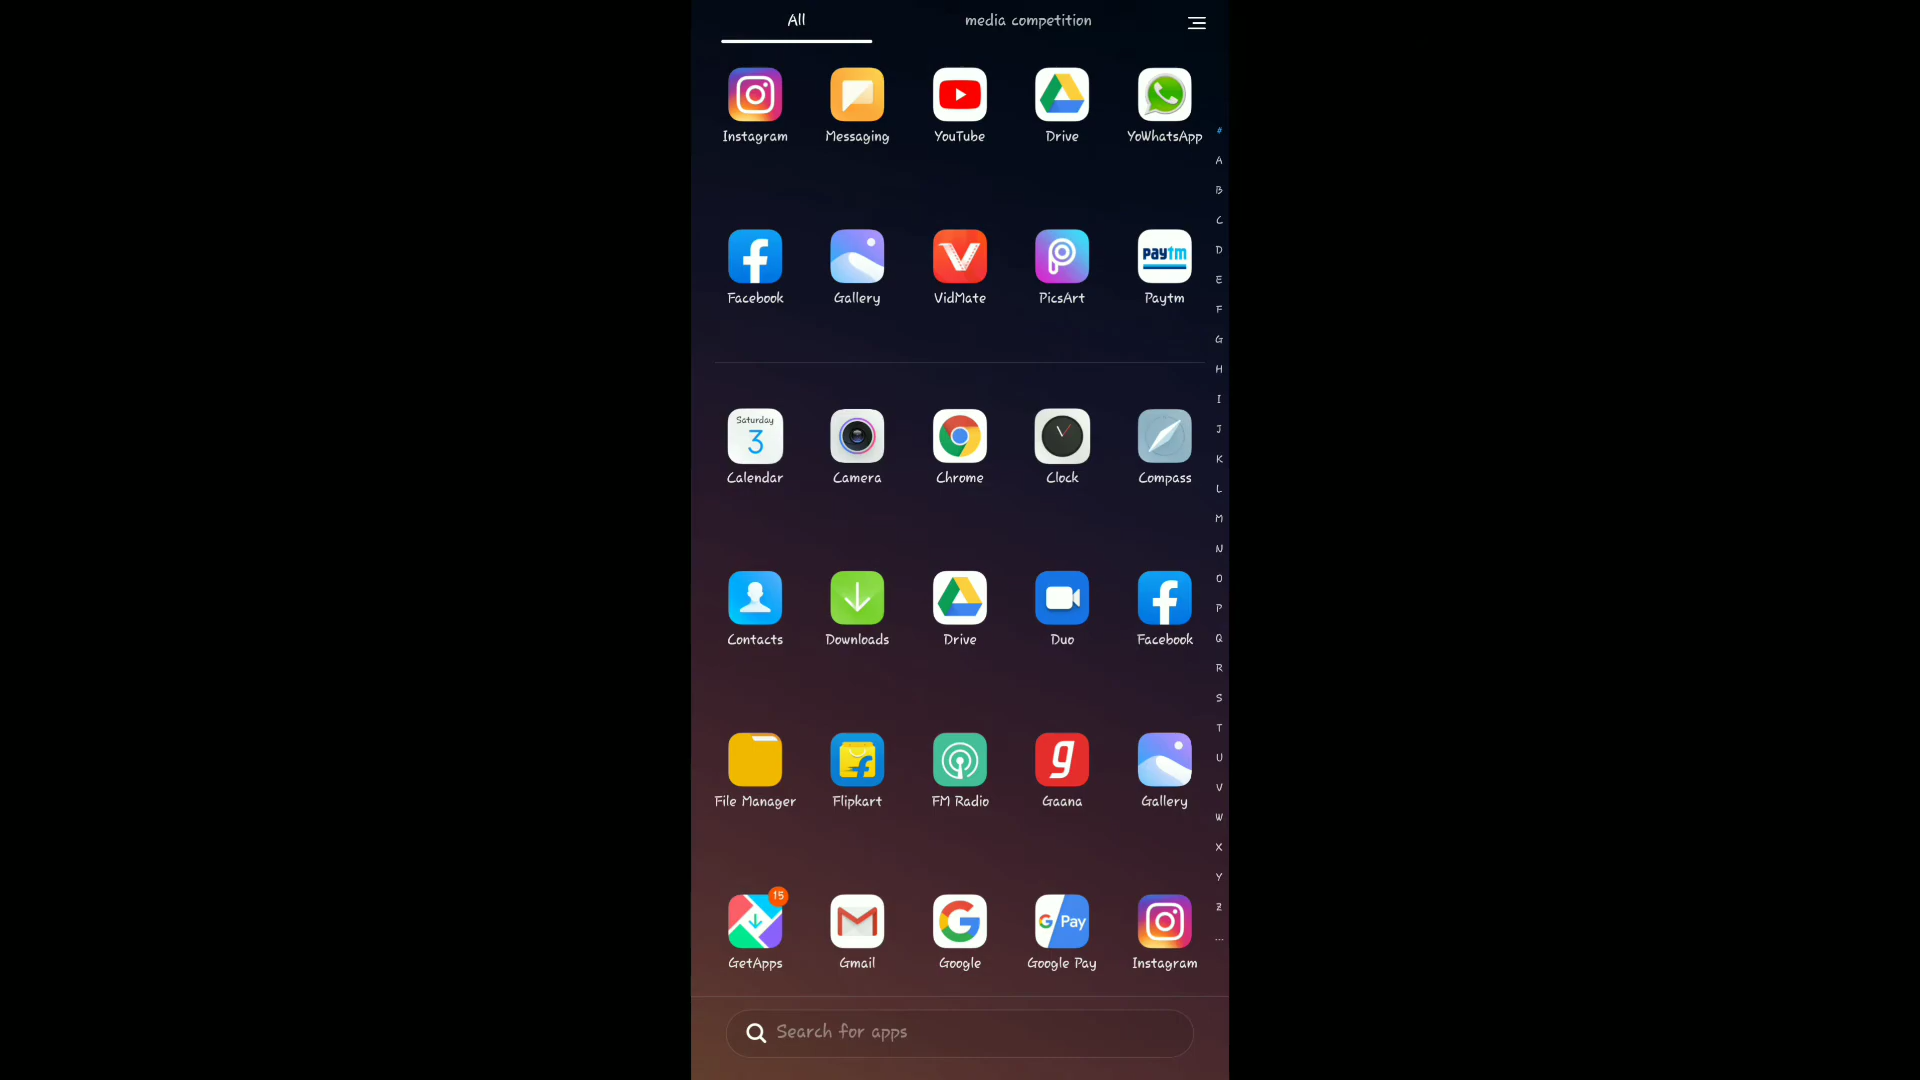 All media competition
Instagram Messaging YouTube Drive YoWhatsApp
#
A
B
C
paytm
D
E
Facebook Gallery VidMate PicsArt Paytm
F
G
H
I
Saturday
J
3
K
Calendar Camera Chrome Clock Compass
L
M
N
O
P
Contacts Downloads Drive Duo Facebook
Q
R
S
T
U
V
File Manager Flipkart FM Radio Gaana Gallery
W
X
Y
15
Z
G Pay
...
GetApps Gmail Google Google Pay Instagram
Search for apps